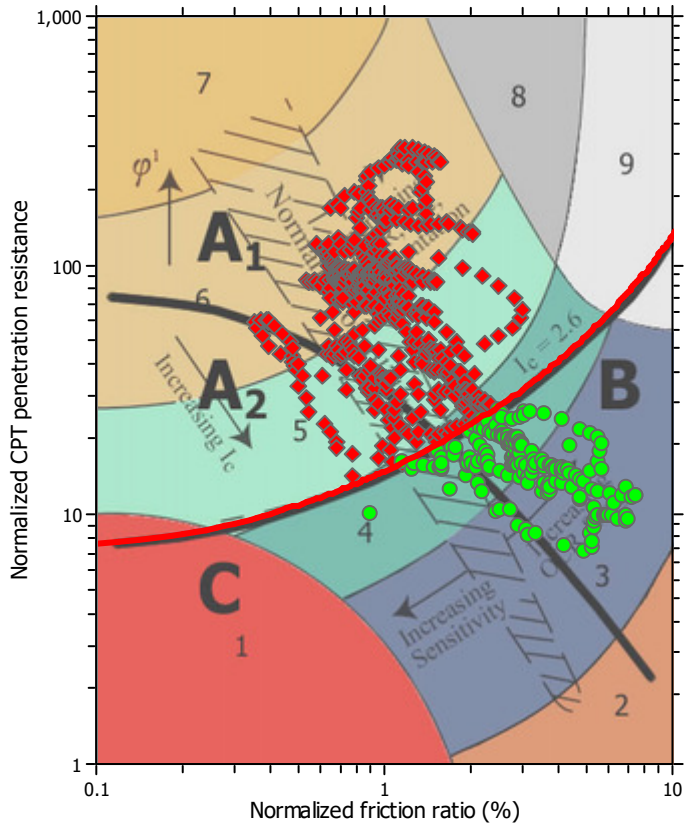 1,000
100
10
1
0.1
1
10
Normalized CPT penetration resistance
Normalized friction ratio (%)
7
8
9
φ'
A1
6
Increasing Ic
A2
5
Ic = 2.6
B
4
C
1
3
2
Increasing
Sensitivity
Increasing